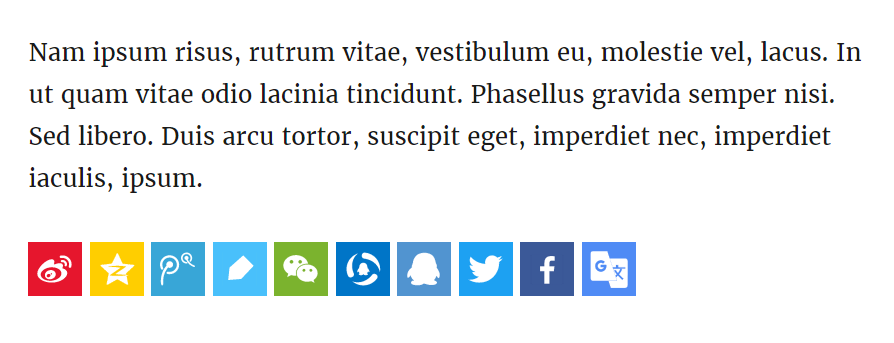 Nam ipsum risus, rutrum vitae, vestibulum eu, molestie vel, lacus. In
ut quam vitae odio lacinia tincidunt. Phasellus gravida semper nisi.
Sed libero. Duis arcu tortor, suscipit eget, imperdiet nec, imperdiet
iaculis, ipsum.
G 文